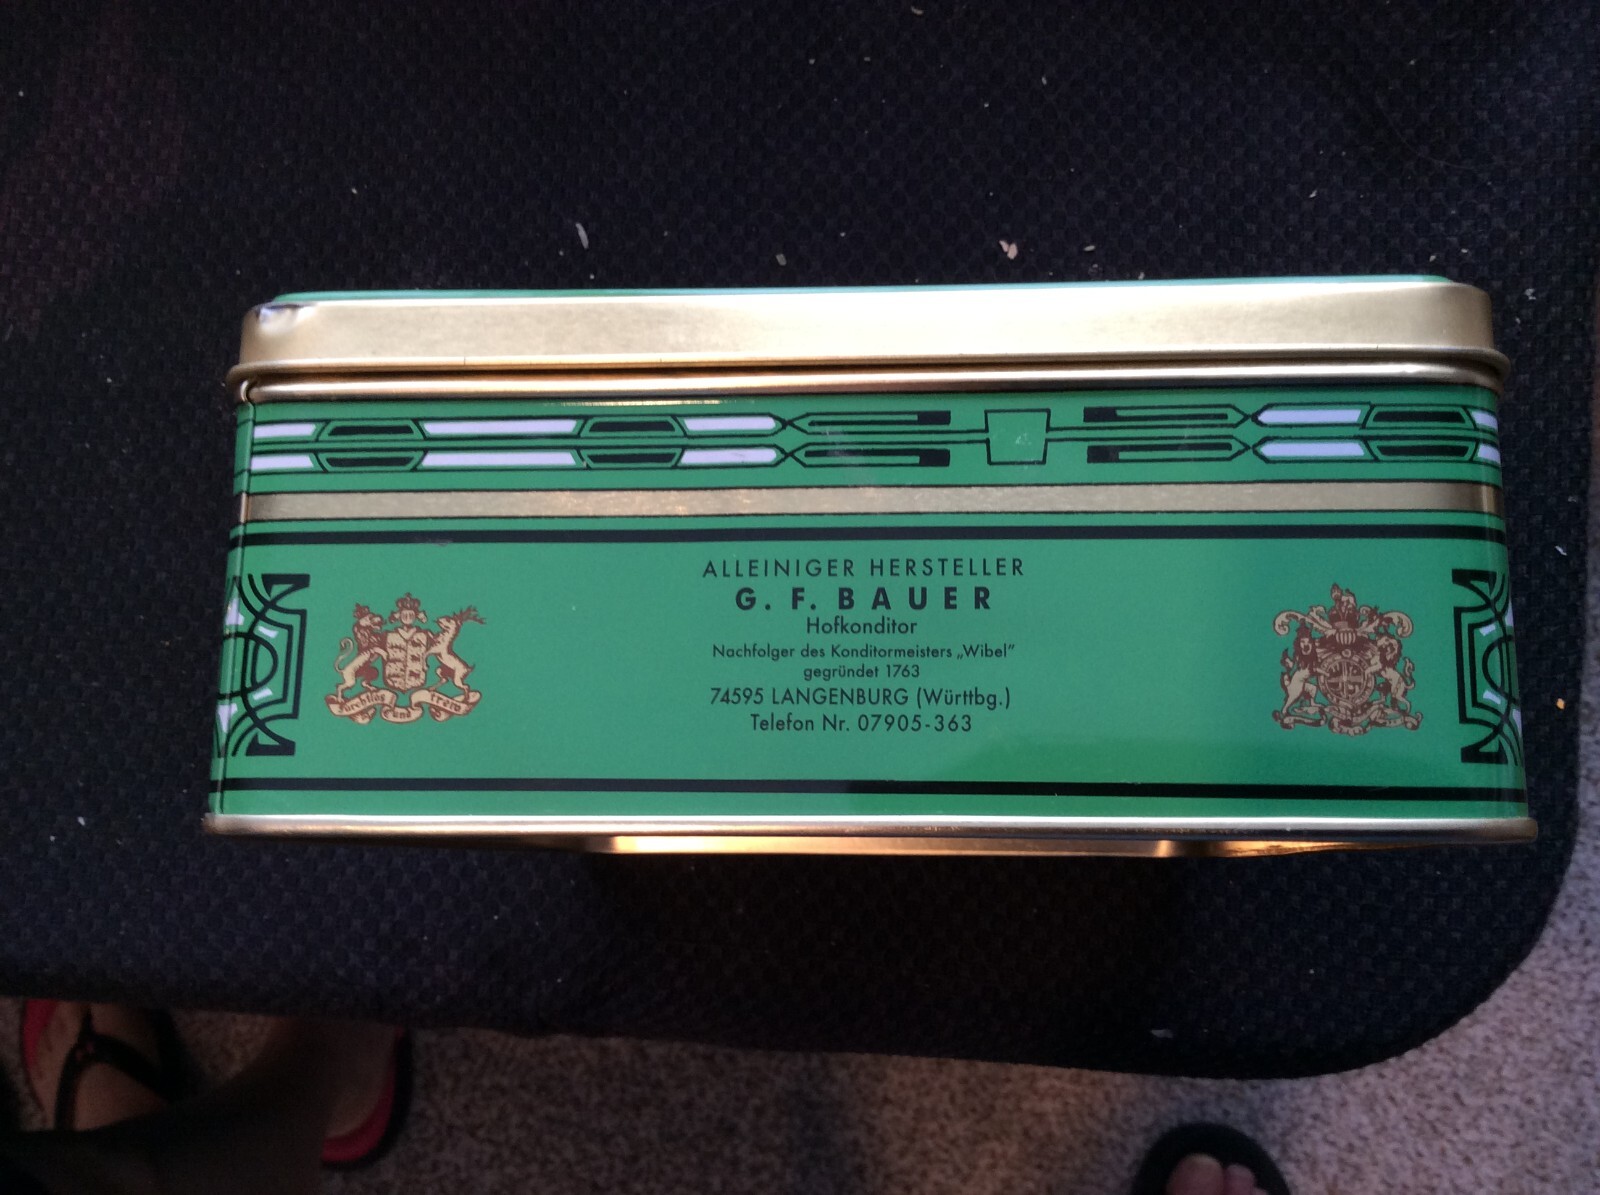 ALLEINIGER HERSTELLER
G. F. BAUER
Hofkonditor
Nachfolger des Konditormeisters „Wibel"
gegründet 1763
74595 LANGENBURG (Württbg.)
Telefon Nr. 07905-363
furchtlos und trew